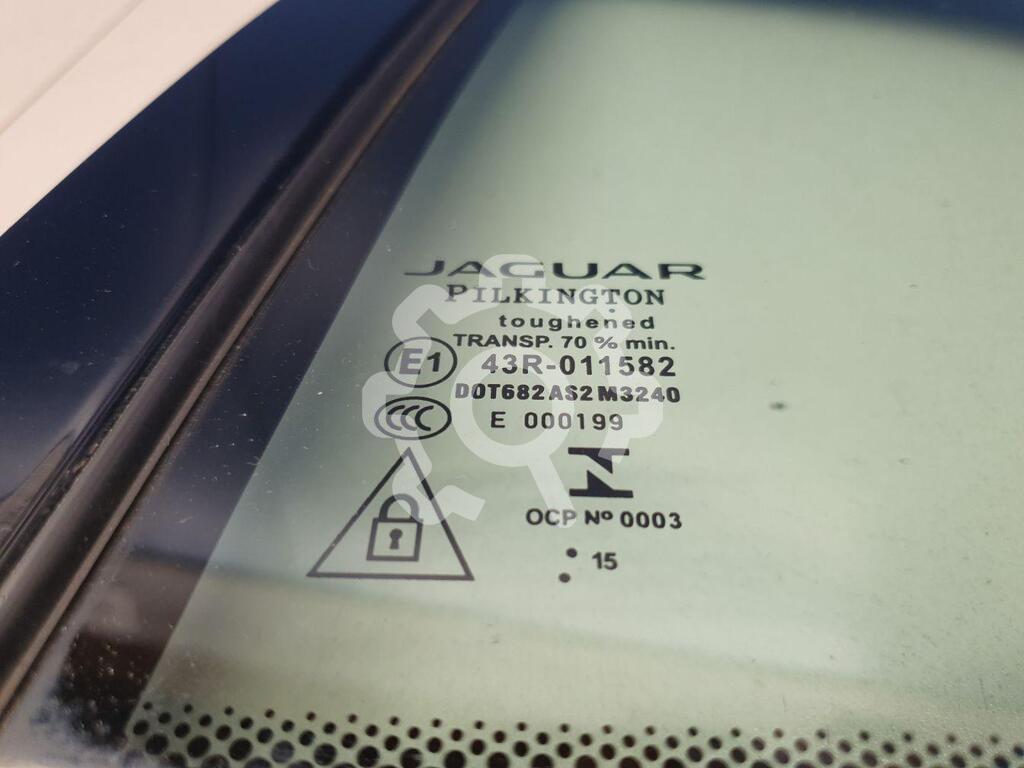 JAGUAR
PILKINGTON
toughened
TRANSP. 70 % min.
E1 43R-011582
DOT682 AS2 M3240
CCC E 000199
OCP Nº 0003
15